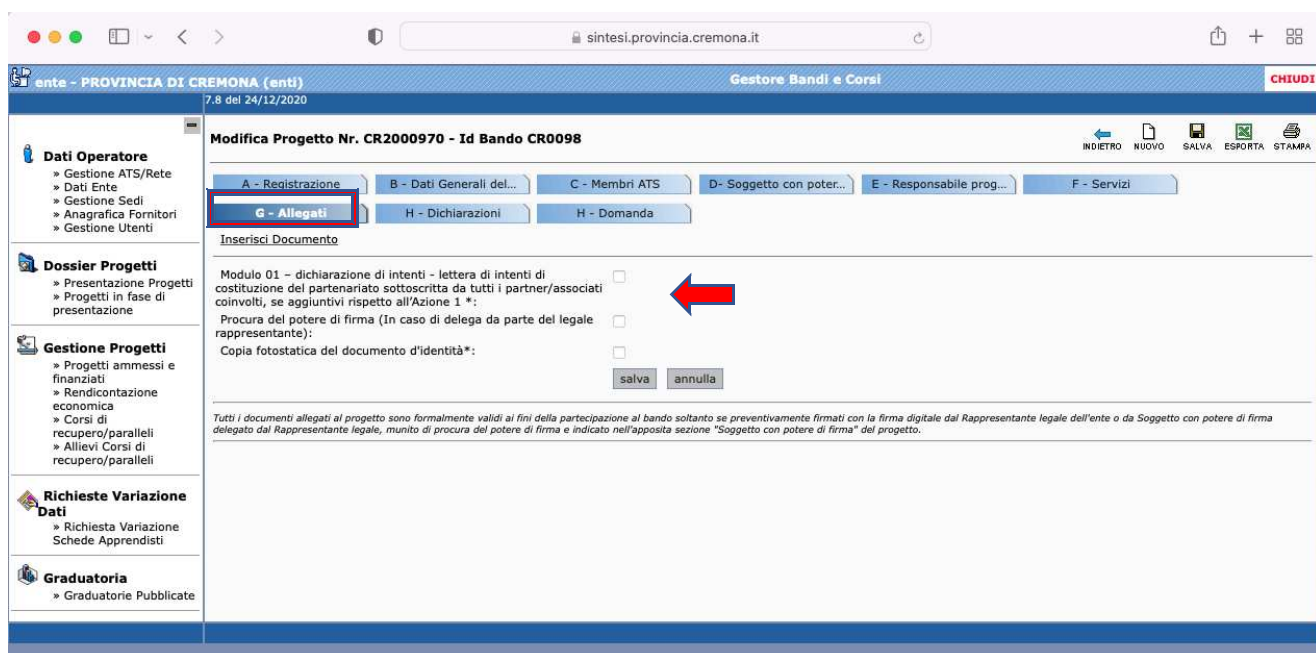 sintesi.provincia.cremona.it
ente - PROVINCIA DI CREMONA (enti)
Gestore Bandi e Corsi
CHIUDI
7.8 del 24/12/2020
Dati Operatore
» Gestione ATS/Rete
» Dati Ente
» Gestione Sedi
» Anagrafica Fornitori
» Gestione Utenti
Dossier Progetti
» Presentazione Progetti
» Progetti in fase di
presentazione
Gestione Progetti
» Progetti ammessi e
finanziati
» Rendicontazione
economica
» Corsi di
recupero/paralleli
» Allievi Corsi di
recupero/paralleli
Richieste Variazione
Dati
» Richiesta Variazione
Schede Apprendisti
Graduatoria
» Graduatorie Pubblicate
Modifica Progetto Nr. CR2000970 - Id Bando CR0098
INDIETRO NUOVO SALVA ESPORTA STAMPA
A - Registrazione B - Dati Generali del... C - Membri ATS D- Soggetto con poter... E - Responsabile prog... F - Servizi
G - Allegati H - Dichiarazioni H - Domanda
Inserisci Documento
Modulo 01 – dichiarazione di intenti - lettera di intenti di
costituzione del partenariato sottoscritta da tutti i partner/associati
coinvolti, se aggiuntivi rispetto all'Azione 1 *:
Procura del potere di firma (In caso di delega da parte del legale
rappresentante):
Copia fotostatica del documento d'identità*:
salva annulla
Tutti i documenti allegati al progetto sono formalmente validi ai fini della partecipazione al bando soltanto se preventivamente firmati con la firma digitale dal Rappresentante legale dell'ente o da Soggetto con potere di firma
delegato dal Rappresentante legale, munito di procura del potere di firma e indicato nell'apposita sezione "Soggetto con potere di firma" del progetto.